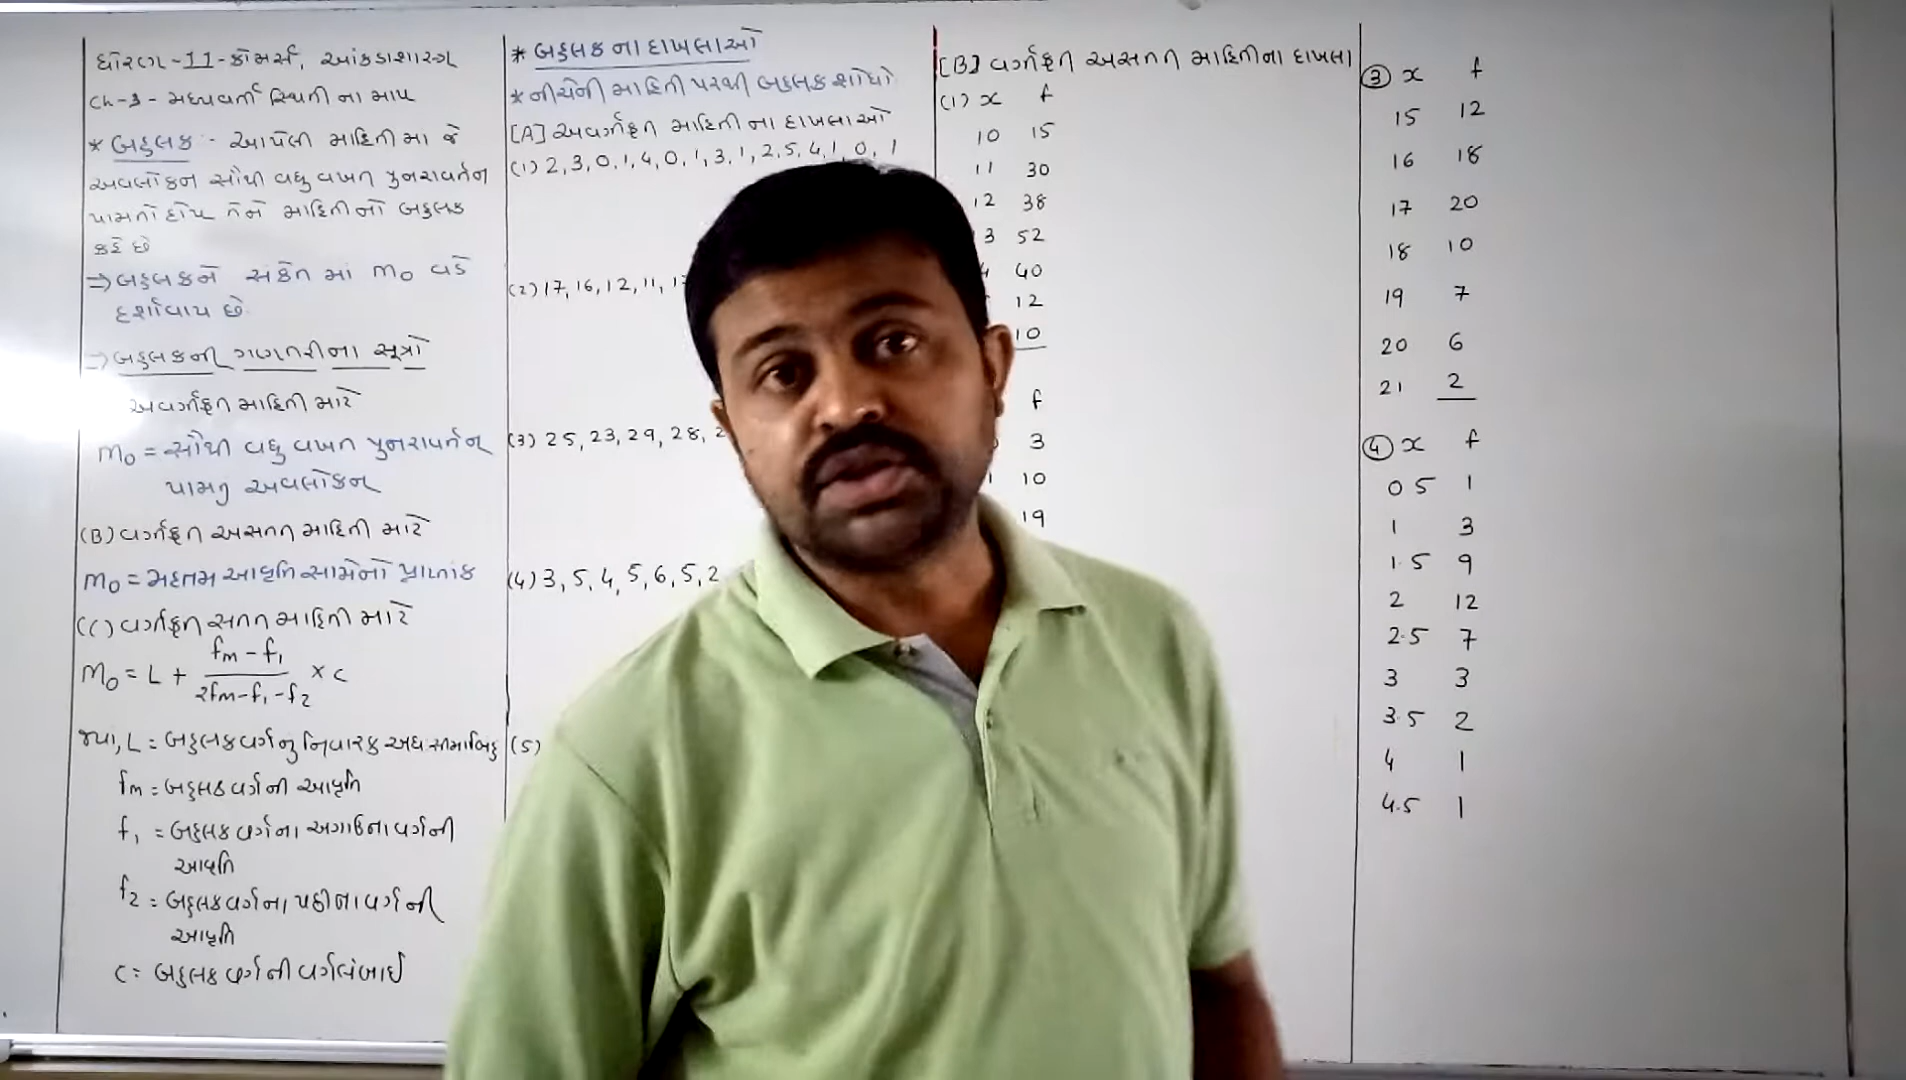 ધોરણ-11-કોમર્સ, આંકડાશાસ્ત્ર
Ch-3 - મધ્યવર્તી સ્થિતી ના માપ
* બહુલક :- આપેલી માહિતી મા જે
અવલોકન સૌથી વધુ વખત પુનરાવર્તન
પામતો હોય તેને માહિતીનો બહુલક
કહે છે
⇒ બહુલકને સંકેત માં Mo વડે
દર્શાવાય છે.
⇒ બહુલકની ગણતરીના સૂત્રો
અવર્ગીકૃત માહિતી માટે
Mo = સૌથી વધુ વખત પુનરાવર્તન
પામતુ અવલોકન
(B) વર્ગીકૃત અસતત માહિતી માટે
Mo = મહતમ આવૃતિ સામેનો પ્રાપ્તાંક
(C) વર્ગીકૃત સતત માહિતી માટે
Mo = L + fm - f1 / 2fm - f1 - f2 × c
જ્યા, L = બહુલક વર્ગનુ નિવારક અધ સીમાબિંદુ
fm = બહુલક વર્ગની આવૃતિ
f1 = બહુલક વર્ગના અગાઉના વર્ગની
આવૃતિ
f2 = બહુલક વર્ગના પછીના વર્ગની
આવૃતિ
c = બહુલક વર્ગની વર્ગલંબાઈ
* બહુલક ના દાખલાઓ
* નીચેની માહિતી પરથી બહુલક શોધો
[A] અવર્ગીકૃત માહિતી ના દાખલાઓ
(1) 2, 3, 0, 1, 4, 0, 1, 3, 1, 2, 5, 4, 1, 0, 1
(2) 17, 16, 12, 11,
(3) 25, 23, 29, 28,
(4) 3, 5, 4, 5, 6, 5, 2
(5)
[B] વર્ગીકૃત અસતત માહિતીના દાખલા
(1) x f
10 15
11 30
12 38
3 52
4 40
12
10
f
3
10
19
③ x f
15 12
16 18
17 20
18 10
19 7
20 6
21 2
④ x f
0.5 1
1 3
1.5 9
2 12
2.5 7
3 3
3.5 2
4 1
4.5 1